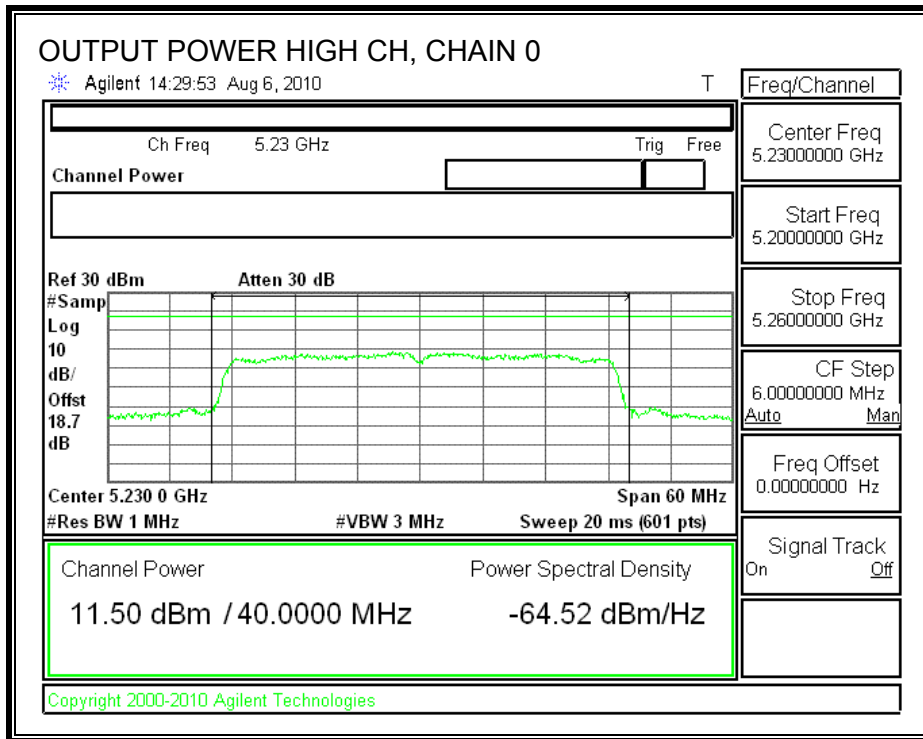 OUTPUT POWER HIGH CH, CHAIN 0
Agilent 14:29:53 Aug 6, 2010 T
Freq/Channel
Ch Freq 5.23 GHz Trig Free
Channel Power
Center Freq
5.23000000 GHz
Start Freq
5.20000000 GHz
Stop Freq
5.26000000 GHz
CF Step
6.00000000 MHz
Auto Man
Freq Offset
0.00000000 Hz
Signal Track
On Off
Ref 30 dBm Atten 30 dB
#Samp
Log
10
dB/
Offst
18.7
dB
Center 5.230 0 GHz Span 60 MHz
#Res BW 1 MHz #VBW 3 MHz Sweep 20 ms (601 pts)
Channel Power Power Spectral Density
11.50 dBm / 40.0000 MHz -64.52 dBm/Hz
Copyright 2000-2010 Agilent Technologies